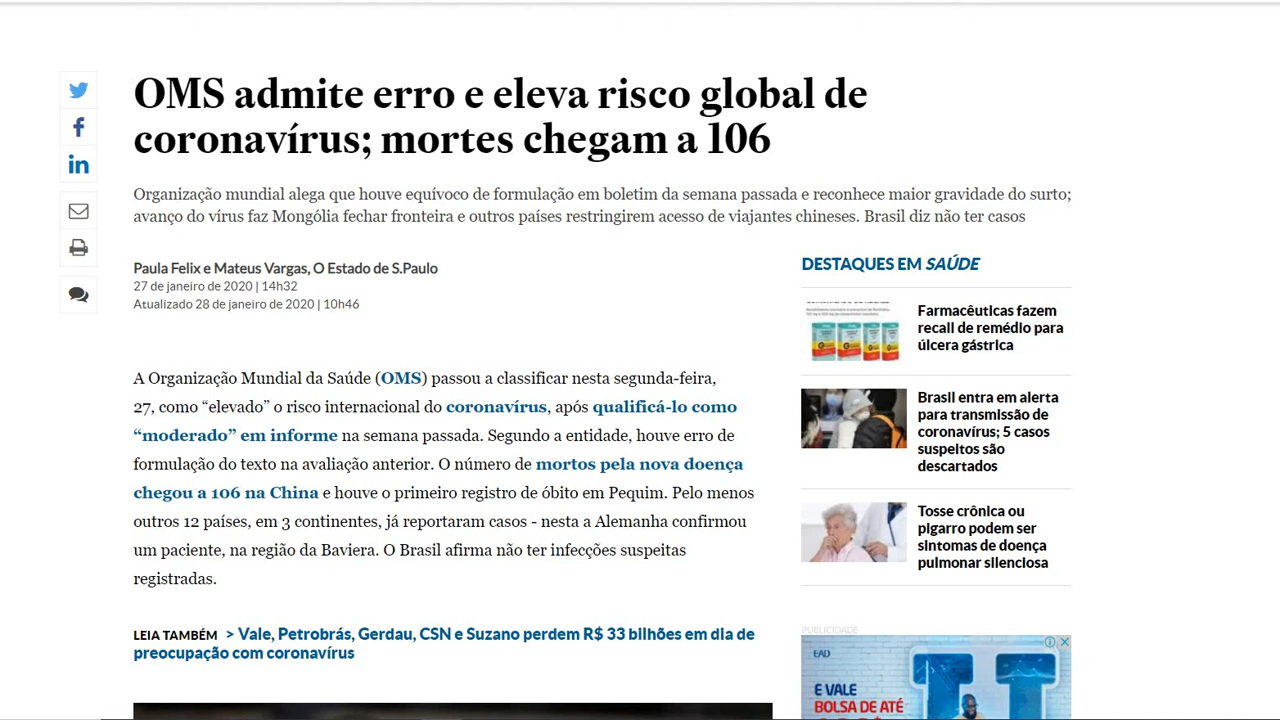 OMS admite erro e eleva risco global de
coronavírus; mortes chegam a 106
Organização mundial alega que houve equívoco de formulação em boletim da semana passada e reconhece maior gravidade do surto;
avanço do vírus faz Mongólia fechar fronteira e outros países restringirem acesso de viajantes chineses. Brasil diz não ter casos
Paula Felix e Mateus Vargas, O Estado de S.Paulo
27 de janeiro de 2020 | 14h32
Atualizado 28 de janeiro de 2020 | 10h46
A Organização Mundial da Saúde (OMS) passou a classificar nesta segunda-feira,
27, como “elevado” o risco internacional do coronavírus, após qualificá-lo como
“moderado” em informe na semana passada. Segundo a entidade, houve erro de
formulação do texto na avaliação anterior. O número de mortos pela nova doença
chegou a 106 na China e houve o primeiro registro de óbito em Pequim. Pelo menos
outros 12 países, em 3 continentes, já reportaram casos - nesta a Alemanha confirmou
um paciente, na região da Baviera. O Brasil afirma não ter infecções suspeitas
registradas.
LEIA TAMBÉM > Vale, Petrobrás, Gerdau, CSN e Suzano perdem R$ 33 bilhões em dia de
preocupação com coronavírus
DESTAQUES EM SAÚDE
Farmacêuticas fazem
recall de remédio para
úlcera gástrica
Brasil entra em alerta
para transmissão de
coronavírus; 5 casos
suspeitos são
descartados
Tosse crônica ou
pigarro podem ser
sintomas de doença
pulmonar silenciosa
PUBLICIDADE
EAD
E VALE
BOLSA DE ATÉ